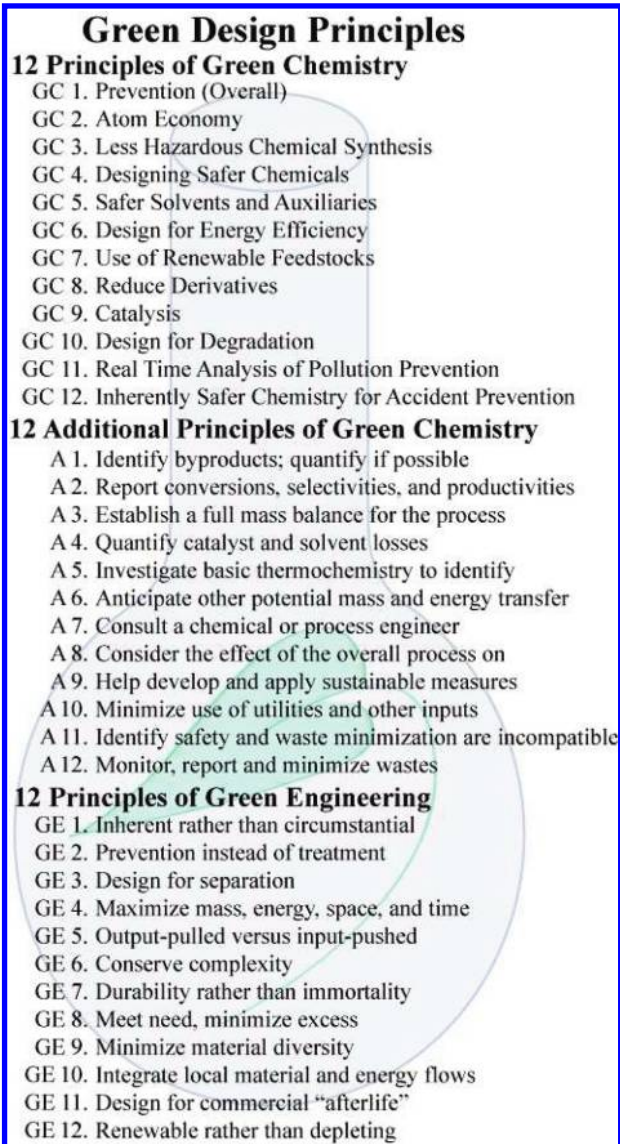 Green Design Principles
12 Principles of Green Chemistry
GC 1. Prevention (Overall)
GC 2. Atom Economy
GC 3. Less Hazardous Chemical Synthesis
GC 4. Designing Safer Chemicals
GC 5. Safer Solvents and Auxiliaries
GC 6. Design for Energy Efficiency
GC 7. Use of Renewable Feedstocks
GC 8. Reduce Derivatives
GC 9. Catalysis
GC 10. Design for Degradation
GC 11. Real Time Analysis of Pollution Prevention
GC 12. Inherently Safer Chemistry for Accident Prevention
12 Additional Principles of Green Chemistry
A 1. Identify byproducts; quantify if possible
A 2. Report conversions, selectivities, and productivities
A 3. Establish a full mass balance for the process
A 4. Quantify catalyst and solvent losses
A 5. Investigate basic thermochemistry to identify
A 6. Anticipate other potential mass and energy transfer
A 7. Consult a chemical or process engineer
A 8. Consider the effect of the overall process on
A 9. Help develop and apply sustainable measures
A 10. Minimize use of utilities and other inputs
A 11. Identify safety and waste minimization are incompatible
A 12. Monitor, report and minimize wastes
12 Principles of Green Engineering
GE 1. Inherent rather than circumstantial
GE 2. Prevention instead of treatment
GE 3. Design for separation
GE 4. Maximize mass, energy, space, and time
GE 5. Output-pulled versus input-pushed
GE 6. Conserve complexity
GE 7. Durability rather than immortality
GE 8. Meet need, minimize excess
GE 9. Minimize material diversity
GE 10. Integrate local material and energy flows
GE 11. Design for commercial “afterlife”
GE 12. Renewable rather than depleting